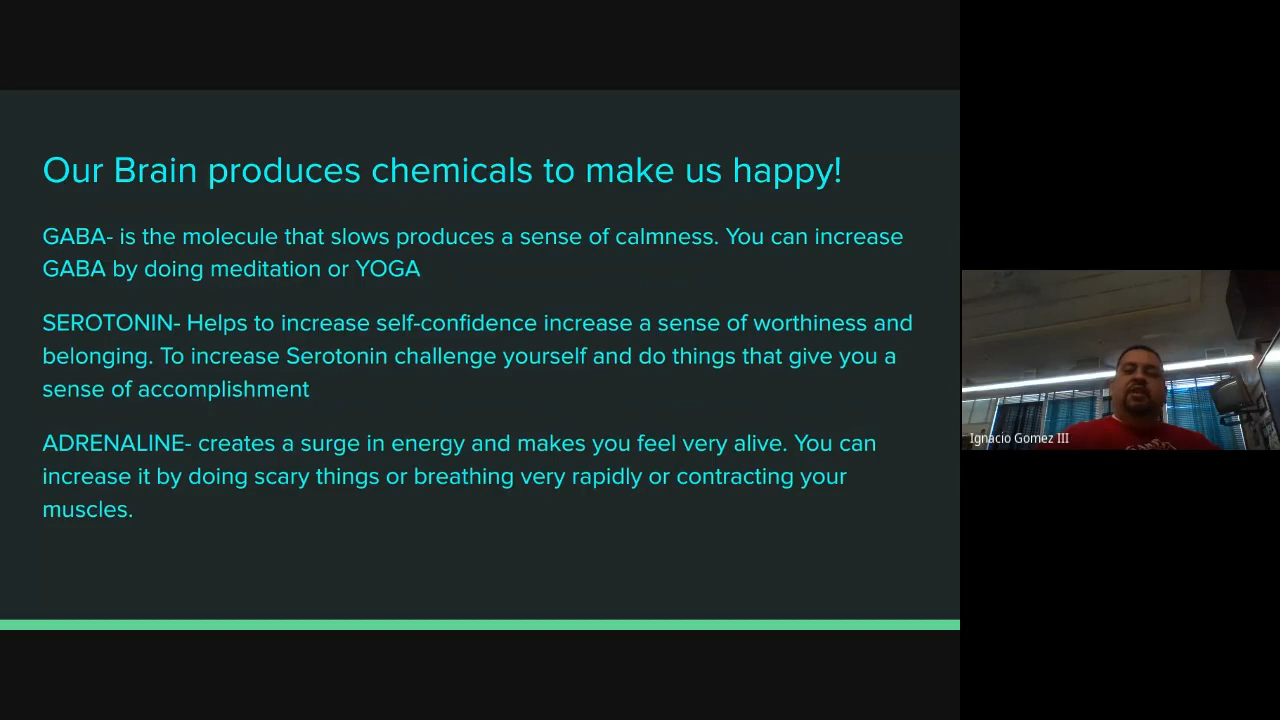 Our Brain produces chemicals to make us happy!
GABA- is the molecule that slows produces a sense of calmness. You can increase
GABA by doing meditation or YOGA
SEROTONIN- Helps to increase self-confidence increase a sense of worthiness and
belonging. To increase Serotonin challenge yourself and do things that give you a
sense of accomplishment
ADRENALINE- creates a surge in energy and makes you feel very alive. You can
increase it by doing scary things or breathing very rapidly or contracting your
muscles.
Ignacio Gomez III